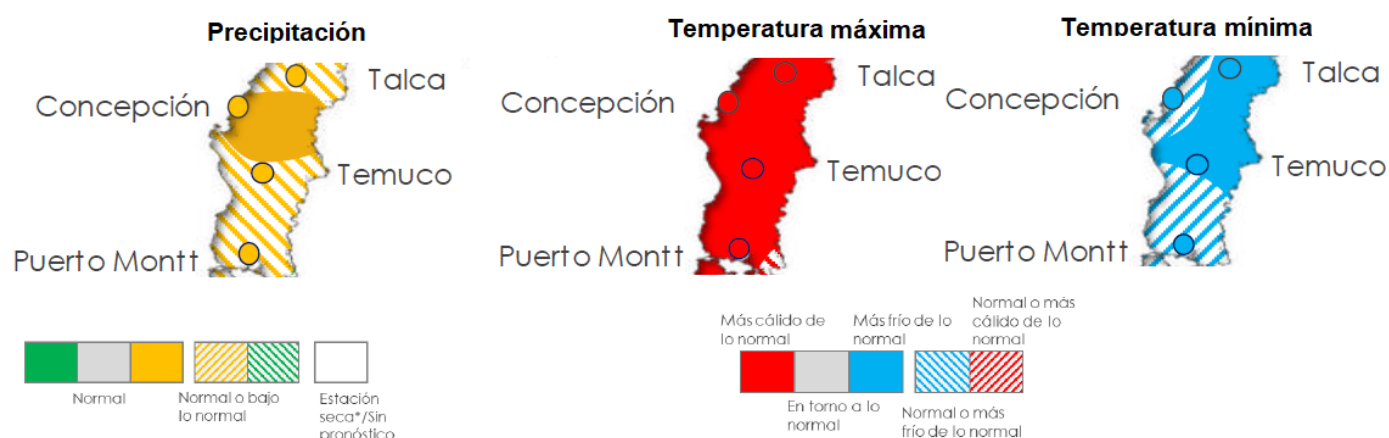 Precipitación
Talca
Concepción
Temuco
Puerto Montt
Normal
Normal o bajo
lo normal
Estación
seca*/Sin
pronóstico
Temperatura máxima
Talca
Concepción
Temuco
Puerto Montt
Temperatura mínima
Talca
Concepción
Temuco
Puerto Montt
Más cálido de
lo normal
Más frío de lo
normal
Normal o más
cálido de lo
normal
En torno a lo
normal
Normal o más
frío de lo normal